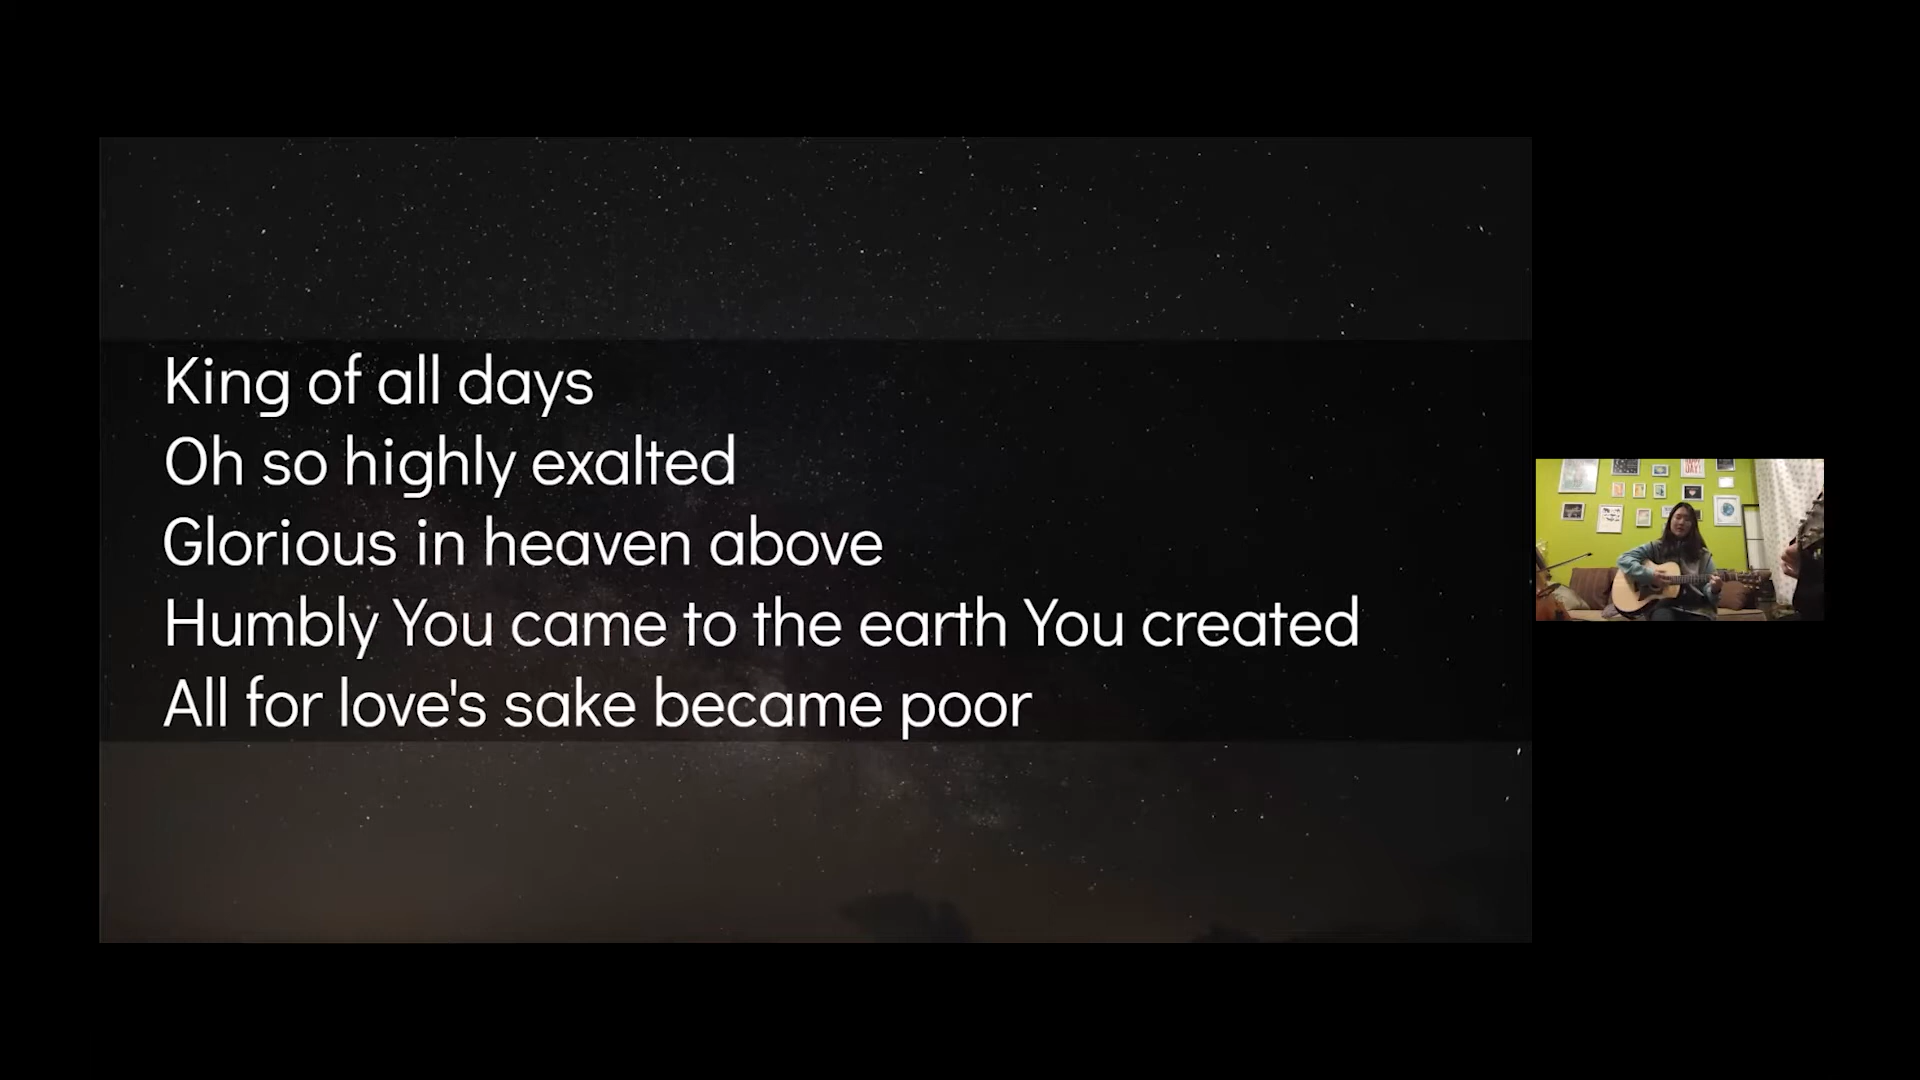 King of all days
Oh so highly exalted
Glorious in heaven above
Humbly You came to the earth You created
All for love's sake became poor